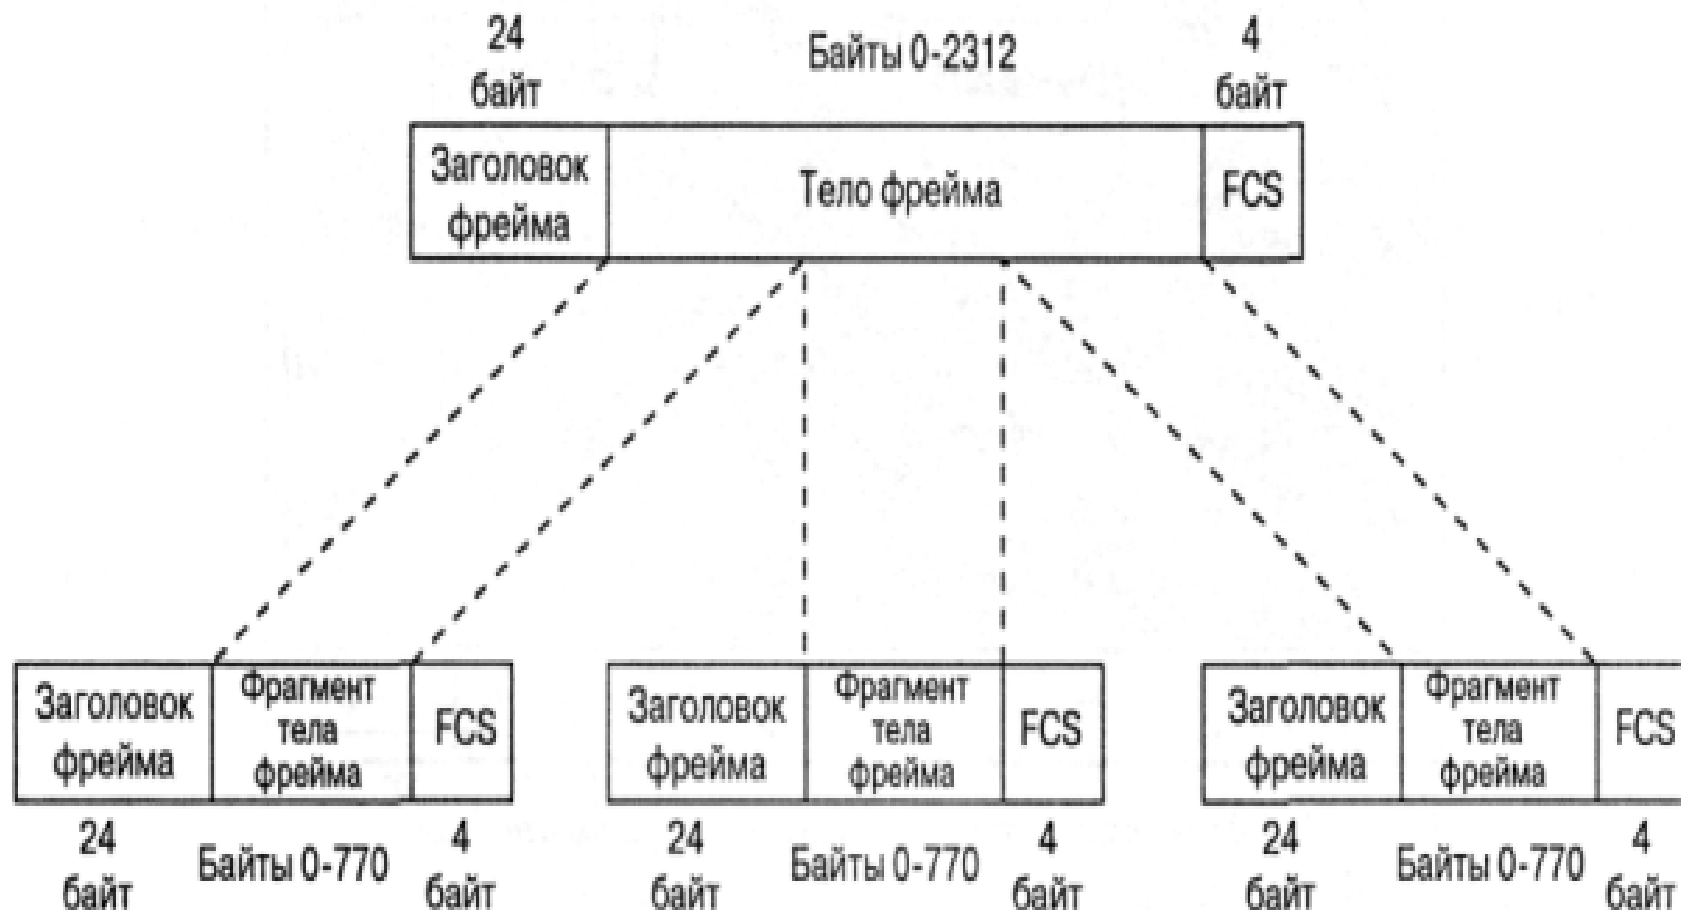 24
байт
Байты 0-2312
4
байт
Заголовок
фрейма
Тело фрейма
FCS
Заголовок
фрейма
Фрагмент
тела
фрейма
FCS
Заголовок
фрейма
Фрагмент
тела
фрейма
FCS
Заголовок
фрейма
Фрагмент
тела
фрейма
FCS
24
байт
Байты 0-770
4
байт
24
байт
Байты 0-770
4
байт
24
байт
Байты 0-770
4
байт